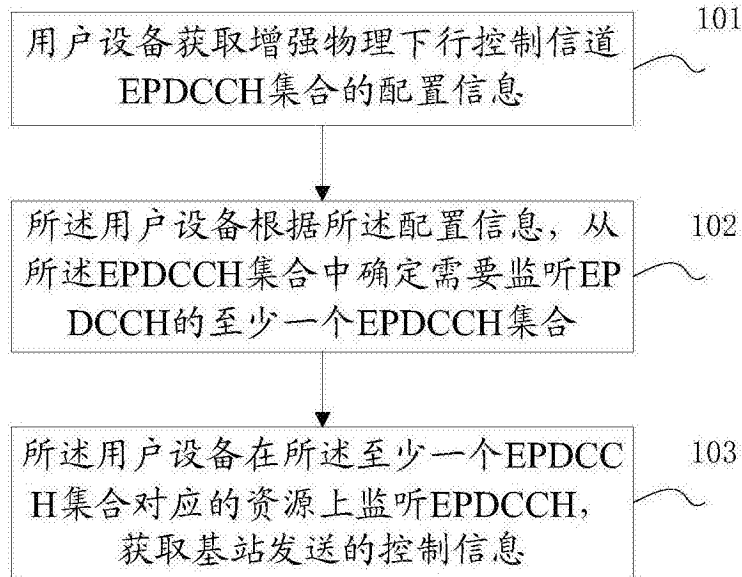 用户设备获取增强物理下行控制信道
EPDCCH集合的配置信息
101
所述用户设备根据所述配置信息，从
所述EPDCCH集合中确定需要监听EP
DCCH的至少一个EPDCCH集合
102
所述用户设备在所述至少一个EPDCC
H集合对应的资源上监听EPDCCH，
获取基站发送的控制信息
103